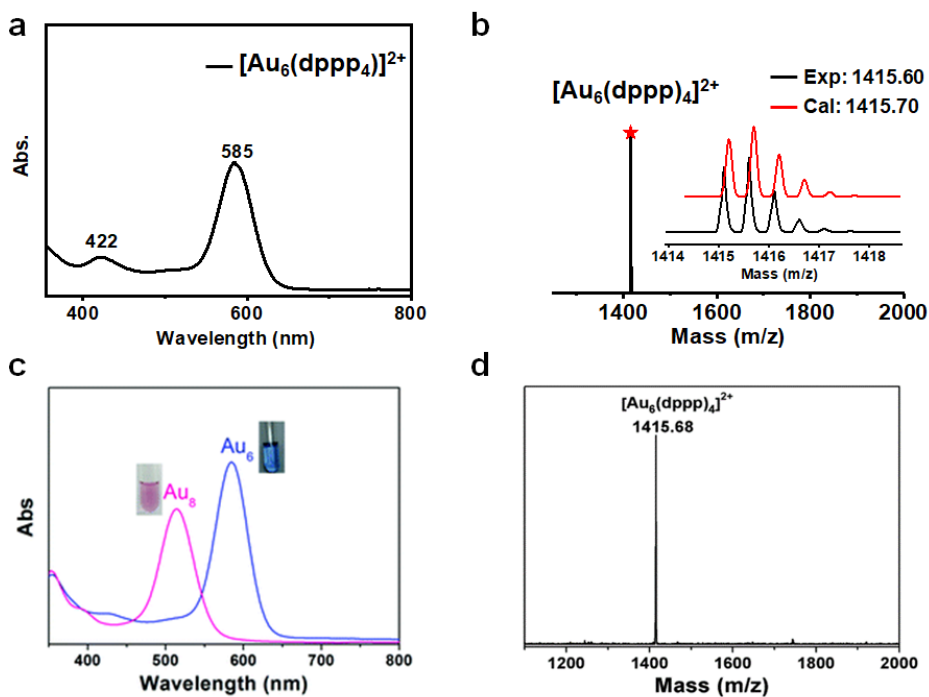 a
[Au₆(dppp₄)]²⁺
422
585
Abs.
400
600
800
Wavelength (nm)
b
[Au₆(dppp)₄]²⁺
Exp: 1415.60
Cal: 1415.70
1414 1415 1416 1417 1418
Mass (m/z)
1400
1600
1800
2000
Mass (m/z)
c
Au₈
Au₆
Abs
400
500
600
700
800
Wavelength (nm)
d
[Au₆(dppp)₄]²⁺
1415.68
1200
1400
1600
1800
2000
Mass (m/z)